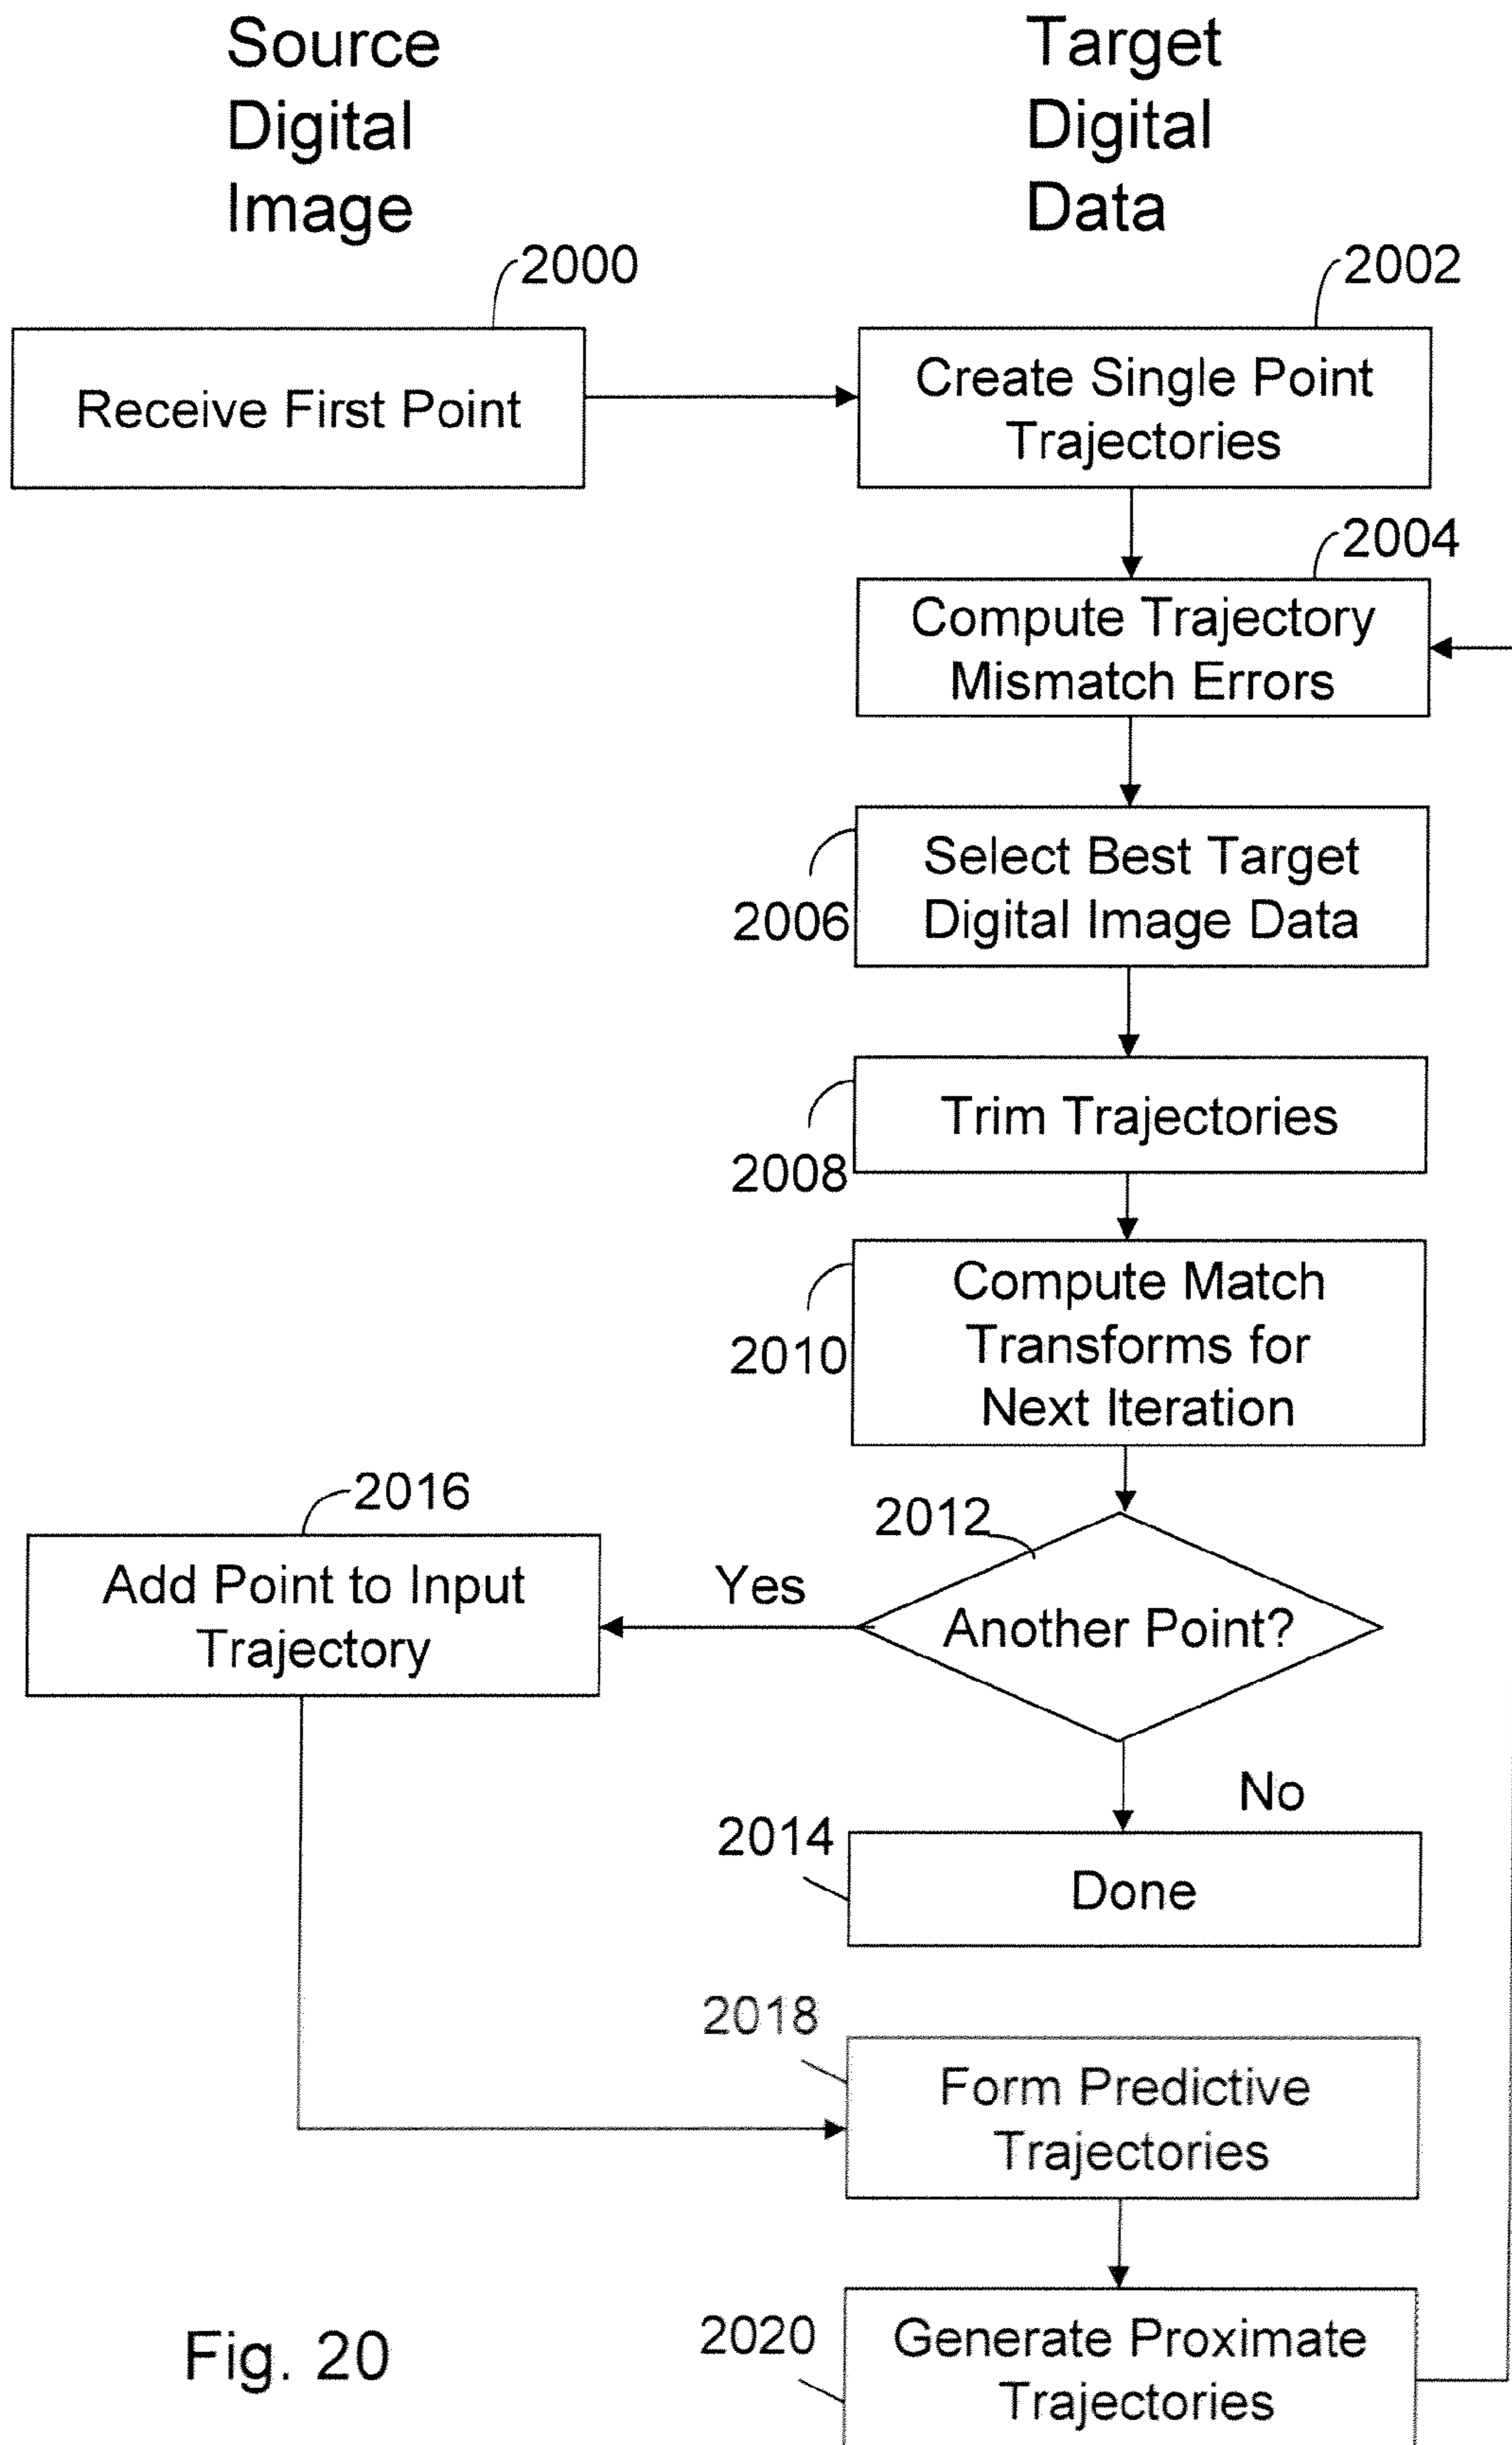 Source
Digital
Image
Target
Digital
Data
2000
2002
Receive First Point
Create Single Point
Trajectories
2004
Compute Trajectory
Mismatch Errors
2006
Select Best Target
Digital Image Data
2008
Trim Trajectories
2010
Compute Match
Transforms for
Next Iteration
2016
2012
Add Point to Input
Trajectory
Yes
Another Point?
No
2014
Done
2018
Form Predictive
Trajectories
2020
Generate Proximate
Trajectories
Fig. 20